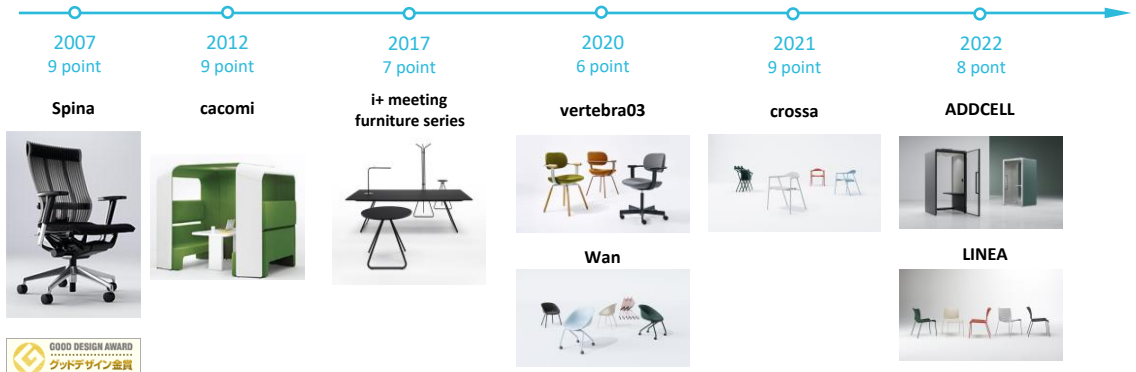 2007
9 point
2012
9 point
2017
7 point
2020
6 point
2021
9 point
2022
8 pont
Spina
cacomi
i+ meeting
furniture series
vertebra03
crossa
ADDCELL
Wan
LINEA
GOOD DESIGN AWARD
グッドデザイン金賞